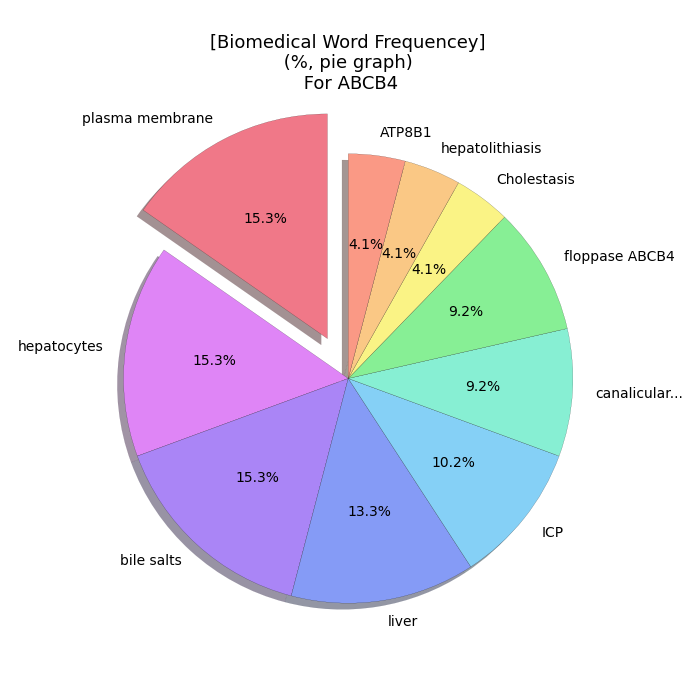 [Biomedical Word Frequencey]
(%, pie graph)
For ABCB4
plasma membrane
15.3%
hepatocytes
15.3%
bile salts
15.3%
liver
13.3%
ICP
10.2%
canalicular...
9.2%
floppase ABCB4
9.2%
Cholestasis
4.1%
hepatolithiasis
4.1%
ATP8B1
4.1%